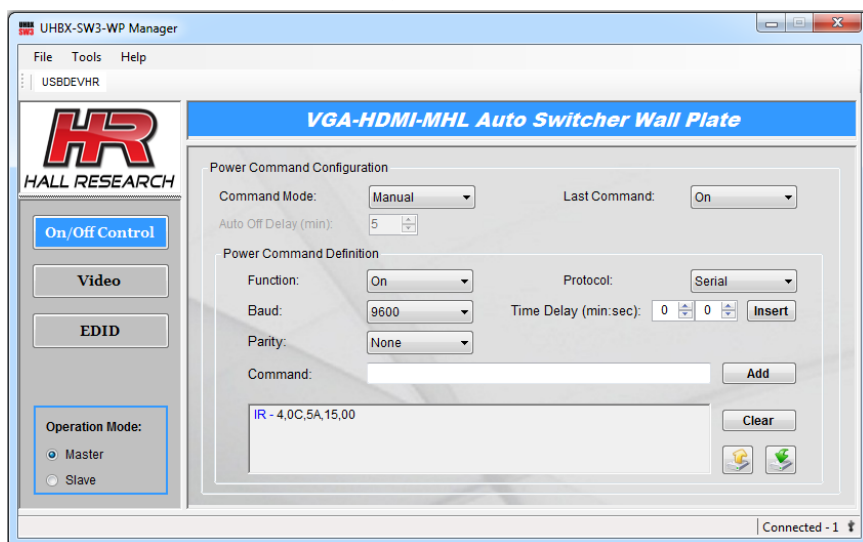 UHBX-SW3-WP Manager
File Tools Help
USBDEVHR
HR
HALL RESEARCH
VGA-HDMI-MHL Auto Switcher Wall Plate
On/Off Control
Video
EDID
Operation Mode:
Master
Slave
Power Command Configuration
Command Mode: Manual Last Command: On
Auto Off Delay (min): 5
Power Command Definition
Function: On Protocol: Serial
Baud: 9600 Time Delay (min:sec): 0 0 Insert
Parity: None
Command: Add
IR - 4,0C,5A,15,00
Clear
Connected - 1